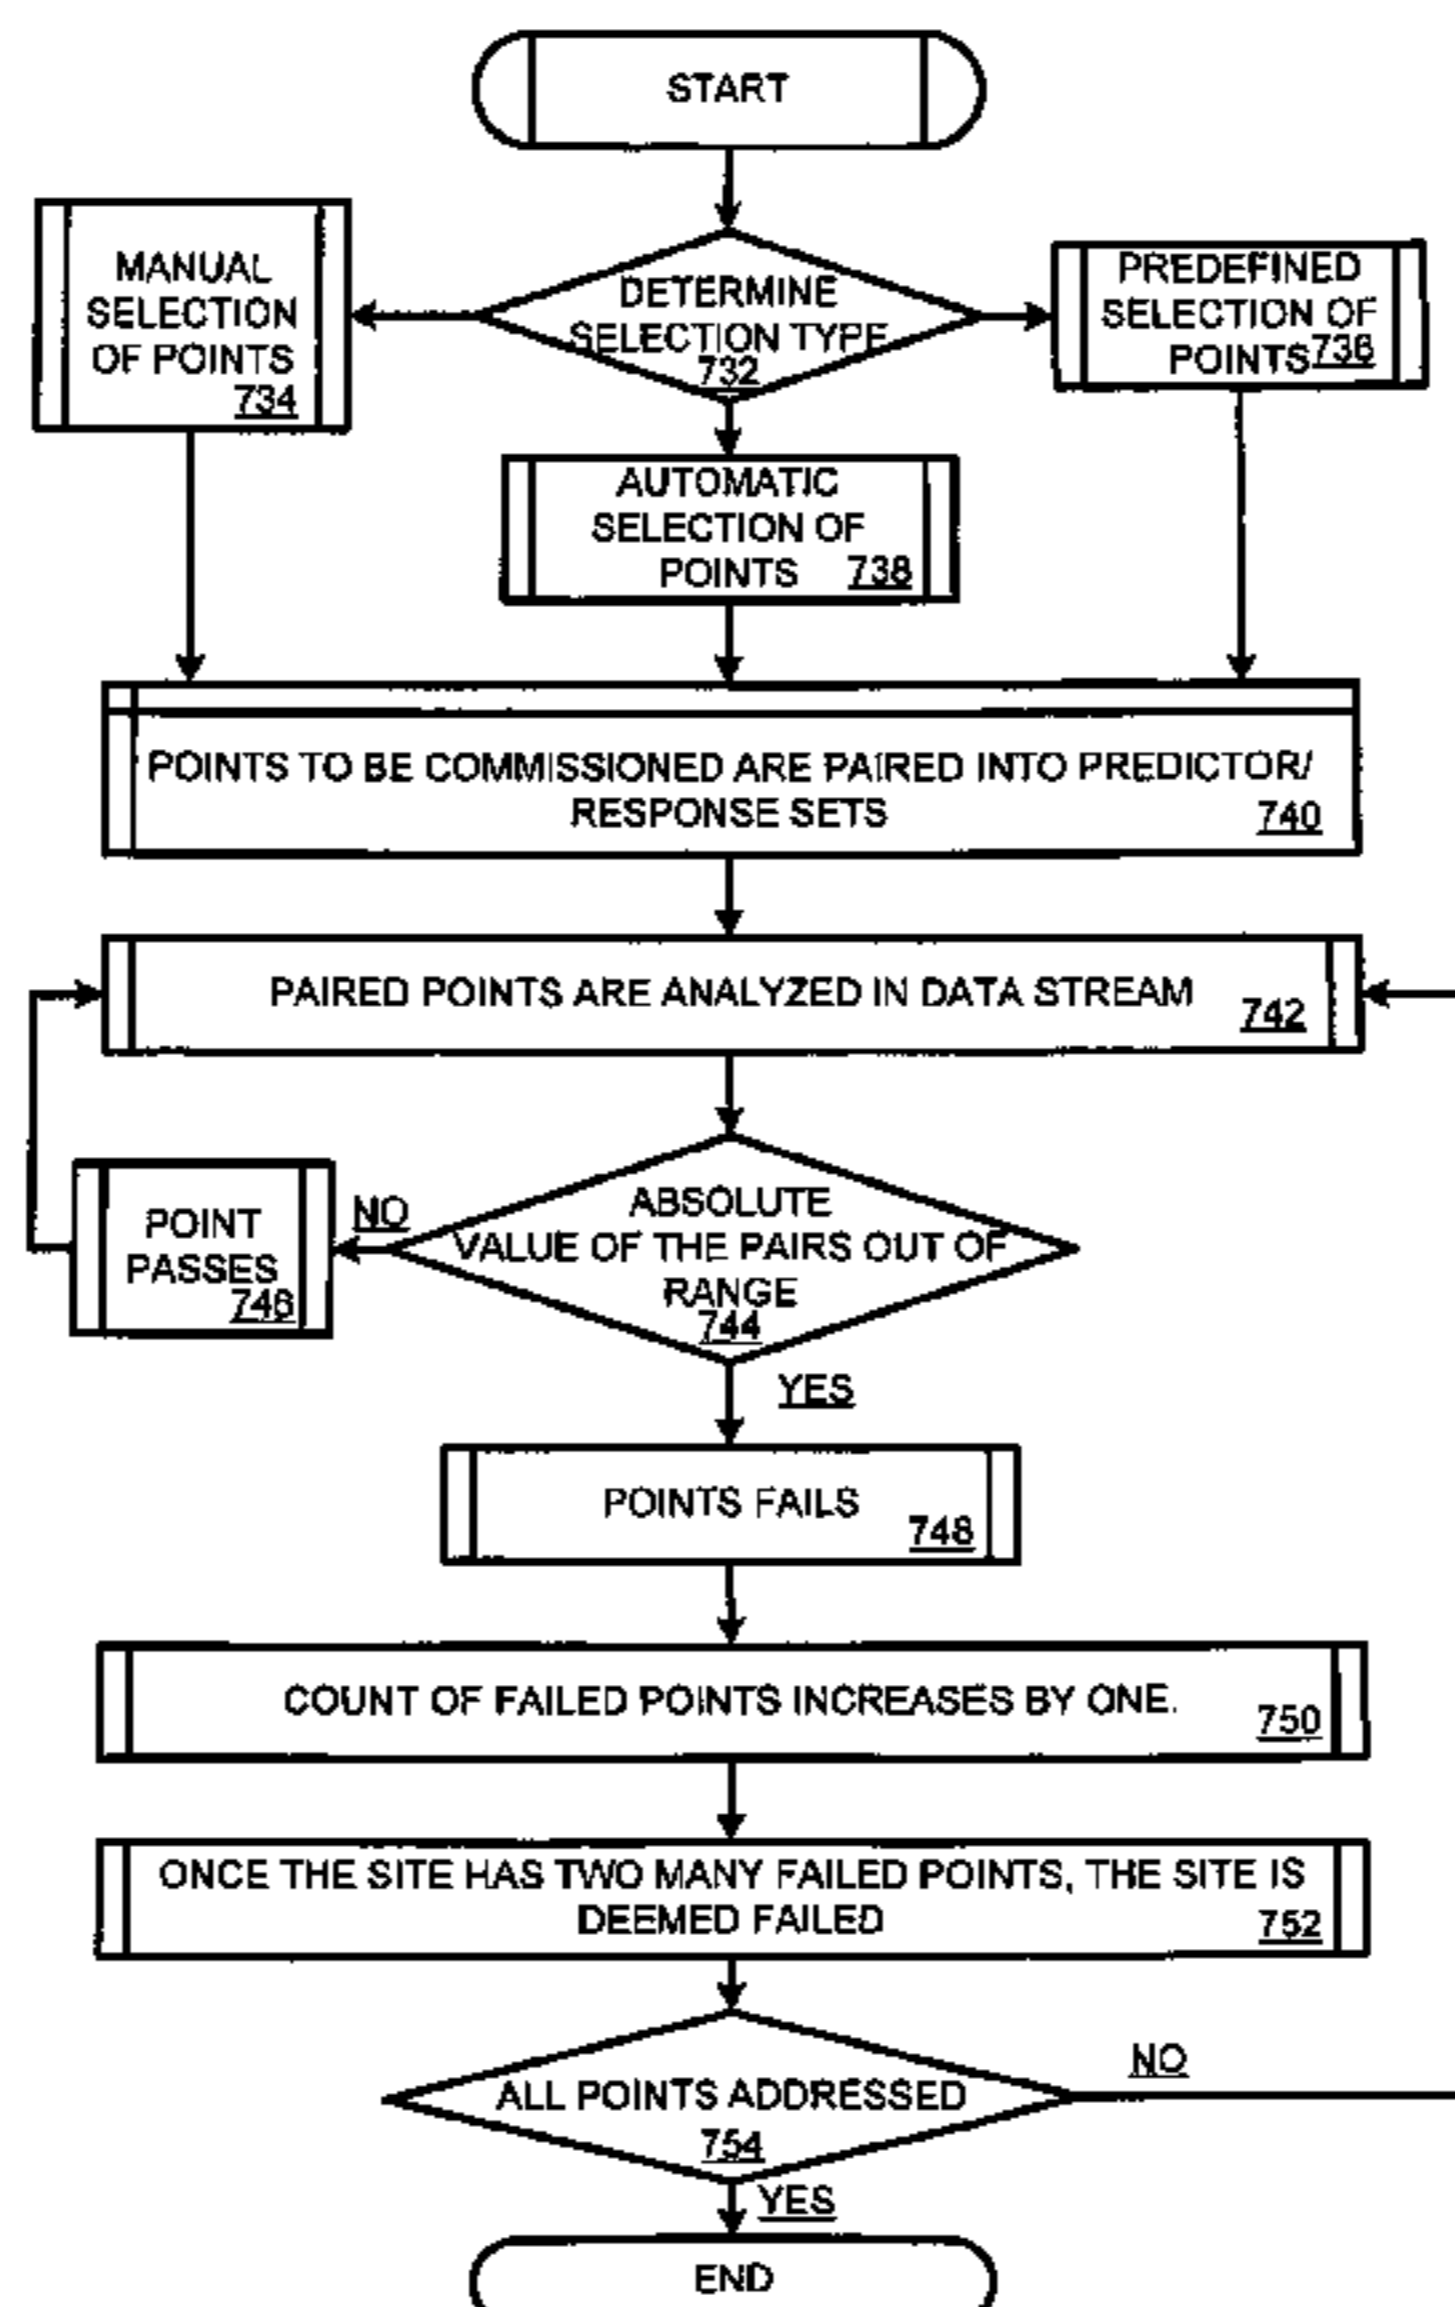 START
DETERMINE
SELECTION TYPE
732
MANUAL
SELECTION
OF POINTS
734
PREDEFINED
SELECTION OF
POINTS 736
AUTOMATIC
SELECTION OF
POINTS 738
POINTS TO BE COMMISSIONED ARE PAIRED INTO PREDICTOR/
RESPONSE SETS 740
PAIRED POINTS ARE ANALYZED IN DATA STREAM 742
ABSOLUTE
VALUE OF THE PAIRS OUT OF
RANGE
744
NO
POINT
PASSES
746
YES
POINTS FAILS 748
COUNT OF FAILED POINTS INCREASES BY ONE. 750
ONCE THE SITE HAS TWO MANY FAILED POINTS, THE SITE IS
DEEMED FAILED 752
ALL POINTS ADDRESSED
754
NO
YES
END